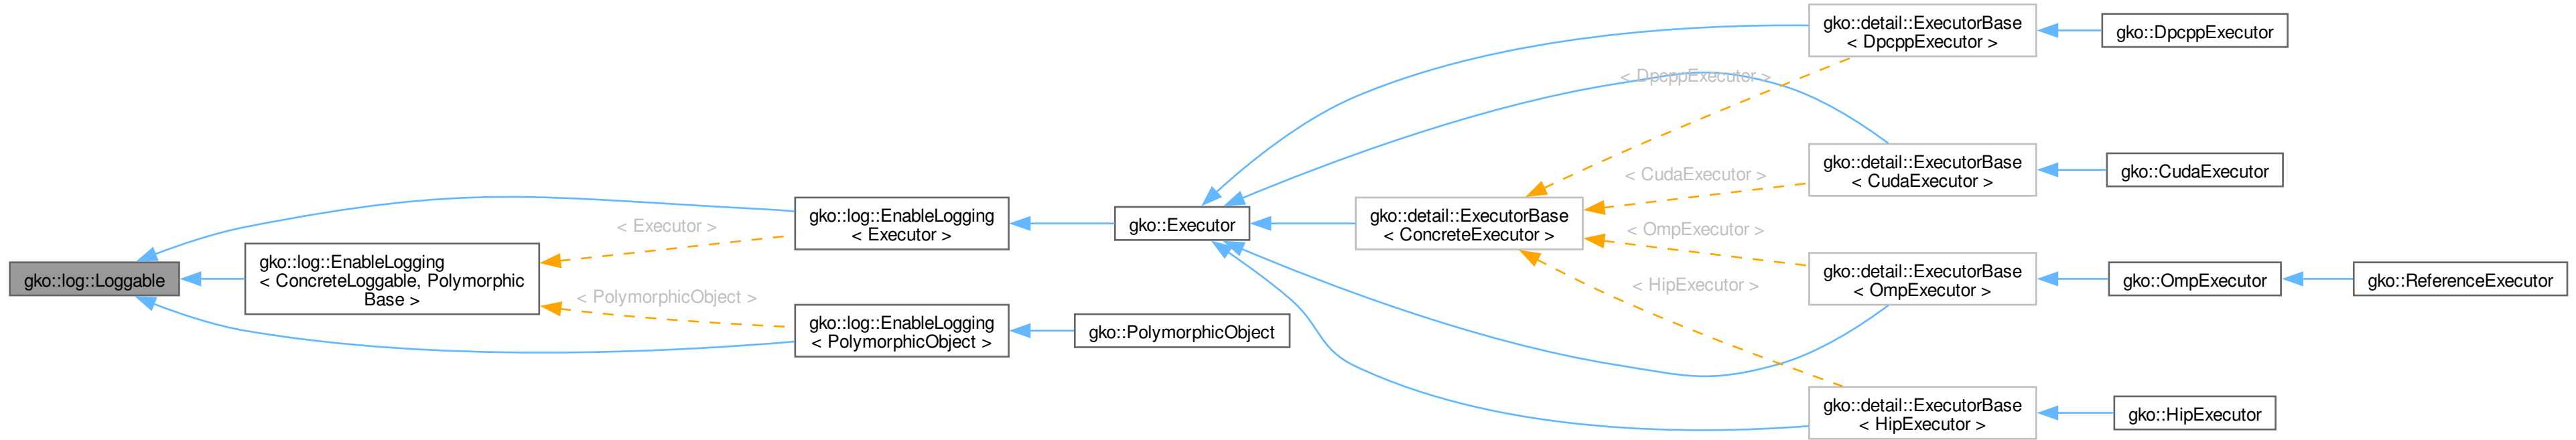 gko::log::Loggable
gko::log::EnableLogging
< ConcreteLoggable, Polymorphic
Base >
< Executor >
< PolymorphicObject >
gko::log::EnableLogging
< Executor >
gko::log::EnableLogging
< PolymorphicObject >
gko::Executor
gko::PolymorphicObject
gko::detail::ExecutorBase
< ConcreteExecutor >
< DpcppExecutor >
< CudaExecutor >
< OmpExecutor >
< HipExecutor >
gko::detail::ExecutorBase
< DpcppExecutor >
gko::DpcppExecutor
gko::detail::ExecutorBase
< CudaExecutor >
gko::CudaExecutor
gko::detail::ExecutorBase
< OmpExecutor >
gko::OmpExecutor
gko::ReferenceExecutor
gko::detail::ExecutorBase
< HipExecutor >
gko::HipExecutor